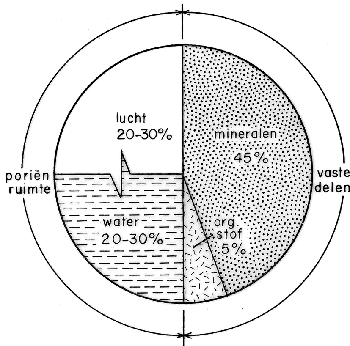 lucht
20-30%
mineralen
45%
poriën
ruimte
vaste
delen
water
20-30%
org.
stof
5%